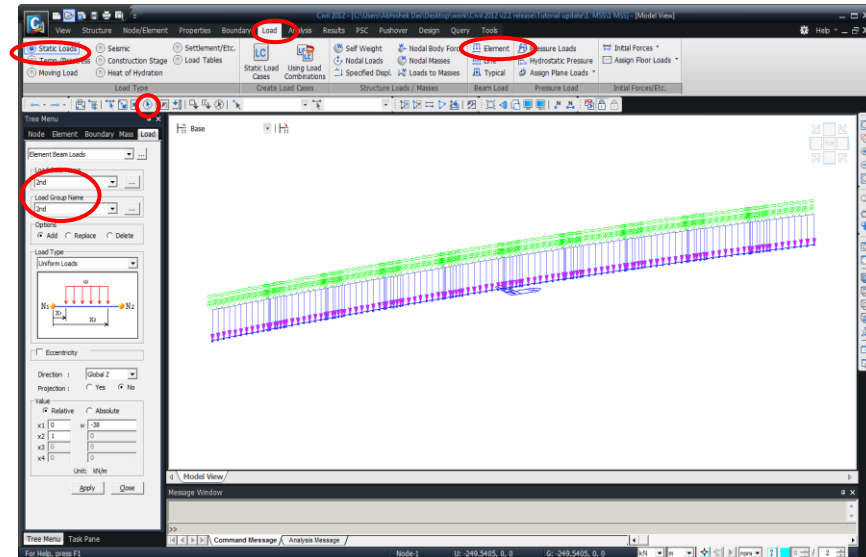 Civil 2012 - [C:\Users\Abhishek Das\Desktop\work\Civil 2012 v2.1 release\Tutorial update\1. MSS\1 MSS] - [Model View]
View Structure Node/Element Properties Boundary Load Analysis Results PSC Pushover Design Query Tools Help
Static Loads Seismic Settlement/Etc. Self Weight Nodal Body Force Element Pressure Loads Initial Forces
Construction Stage Load Tables Static Load Cases Using Load Combinations Nodal Loads Nodal Masses Line Hydrostatic Pressure Assign Floor Loads
Moving Load Heat of Hydration Specified Displ. Loads to Masses Typical Assign Plane Loads
Load Type Create Load Cases Structure Loads / Masses Beam Load Pressure Load Initial Forces/Etc.
Tree Menu
Node Element Boundary Mass Load
Base
Element Beam Loads
Load Case Name
2nd
Load Group Name
2nd
Options
Add Replace Delete
Load Type
Uniform Loads
ω
N1 N2
x1
x2
Eccentricity
Direction : Global Z
Projection : Yes No
Value
Relative Absolute
x1 0 w -38
x2 1 0
x3 0 0
x4 0 0
Unit: kN/m
Apply Close
Model View
Message Window
>>
Tree Menu Task Pane
Command Message Analysis Message
For Help, press F1 Node-1 U: -249.5405, 0, 0 G: -249.5405, 0, 0 kN m none 0 / 2